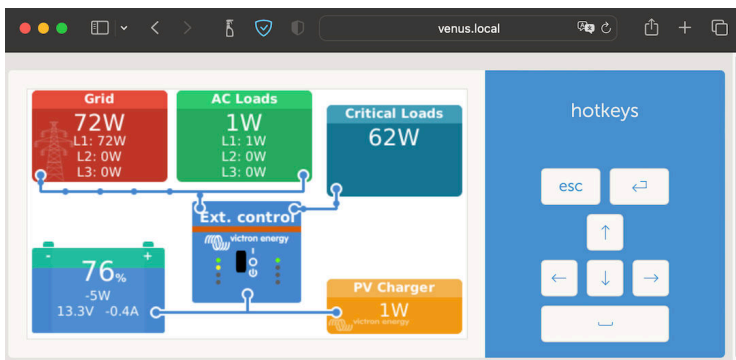 venus.local
Grid
72W
L1: 72W
L2: 0W
L3: 0W
AC Loads
1W
L1: 1W
L2: 0W
L3: 0W
Critical Loads
62W
Ext. control
victron energy
76%
-5W
13.3V -0.4A
PV Charger
1W
victron energy
hotkeys
esc